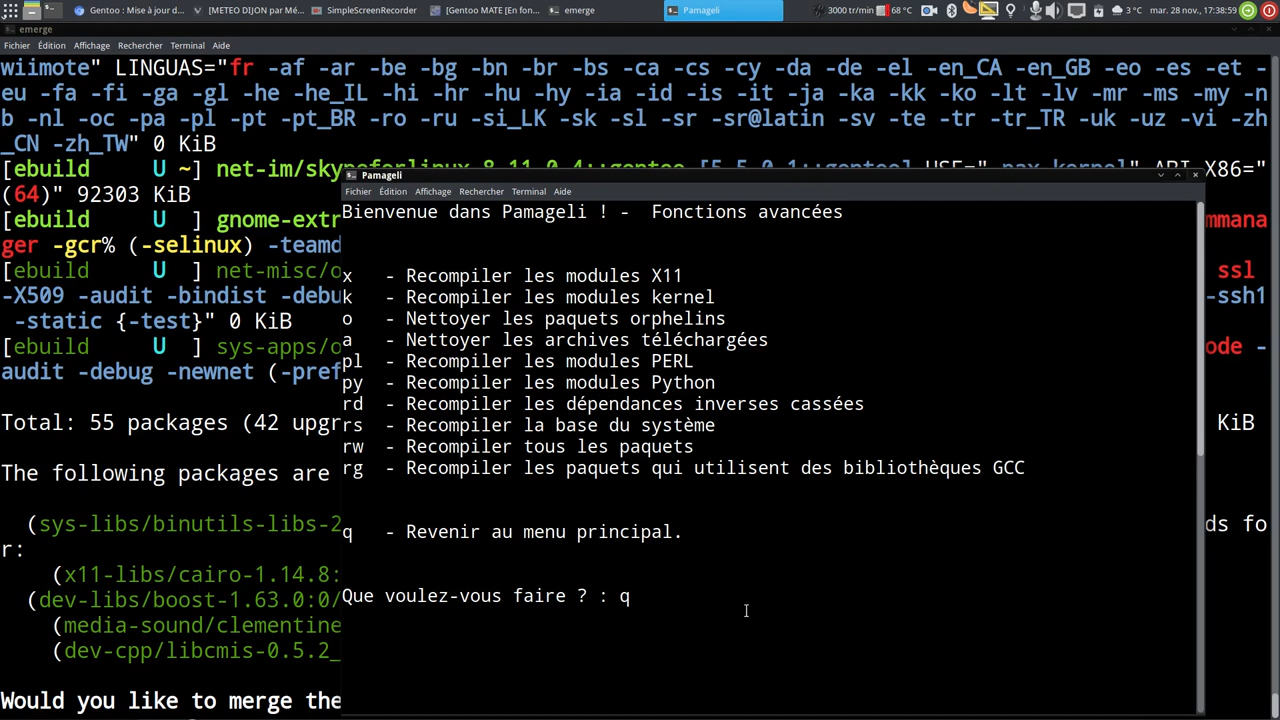 Gentoo : Mise à jour d...
[METEO DIJON par Mé...
SimpleScreenRecorder
[Gentoo MATE [En fon...
emerge
Pamageli
3000 tr/min
68 °C
3 °C
mar. 28 nov., 17:38:59
emerge
Fichier Édition Affichage Rechercher Terminal Aide
wiimote" LINGUAS="fr -af -ar -be -bg -bn -br -bs -ca -cs -cy -da -de -el -en_CA -en_GB -eo -es -et -
eu -fa -fi -ga -gl -he -he_IL -hi -hr -hu -hy -ia -id -is -it -ja -ka -kk -ko -lt -lv -mr -ms -my -n
b -nl -oc -pa -pl -pt -pt_BR -ro -ru -si_LK -sk -sl -sr -sr@latin -sv -te -tr -tr_TR -uk -uz -vi -zh
_CN -zh_TW" 0 KiB
[ebuild U ~] net-im/skypeforlinux-8.11.0.4::gentoo [5.5.0.1::gentoo] USE="-pax_kernel" ABI_X86="
(64)" 92303 KiB
[ebuild U ] gnome-extr
mmana
ger -gcr% (-selinux) -teamd
[ebuild U ] net-misc/o
ssl
-X509 -audit -bindist -debu
-ssh1
-static {-test}" 0 KiB
[ebuild U ] sys-apps/o
ode -
audit -debug -newnet (-pref
Total: 55 packages (42 upgr
KiB
The following packages are
(sys-libs/binutils-libs-2
ds fo
r:
(x11-libs/cairo-1.14.8:
(dev-libs/boost-1.63.0:0/
(media-sound/clementine
(dev-cpp/libcmis-0.5.2_
Would you like to merge the
Pamageli
Fichier Édition Affichage Rechercher Terminal Aide
Bienvenue dans Pamageli ! - Fonctions avancées
x - Recompiler les modules X11
k - Recompiler les modules kernel
o - Nettoyer les paquets orphelins
a - Nettoyer les archives téléchargées
pl - Recompiler les modules PERL
py - Recompiler les modules Python
rd - Recompiler les dépendances inverses cassées
rs - Recompiler la base du système
rw - Recompiler tous les paquets
rg - Recompiler les paquets qui utilisent des bibliothèques GCC
q - Revenir au menu principal.
Que voulez-vous faire ? : q